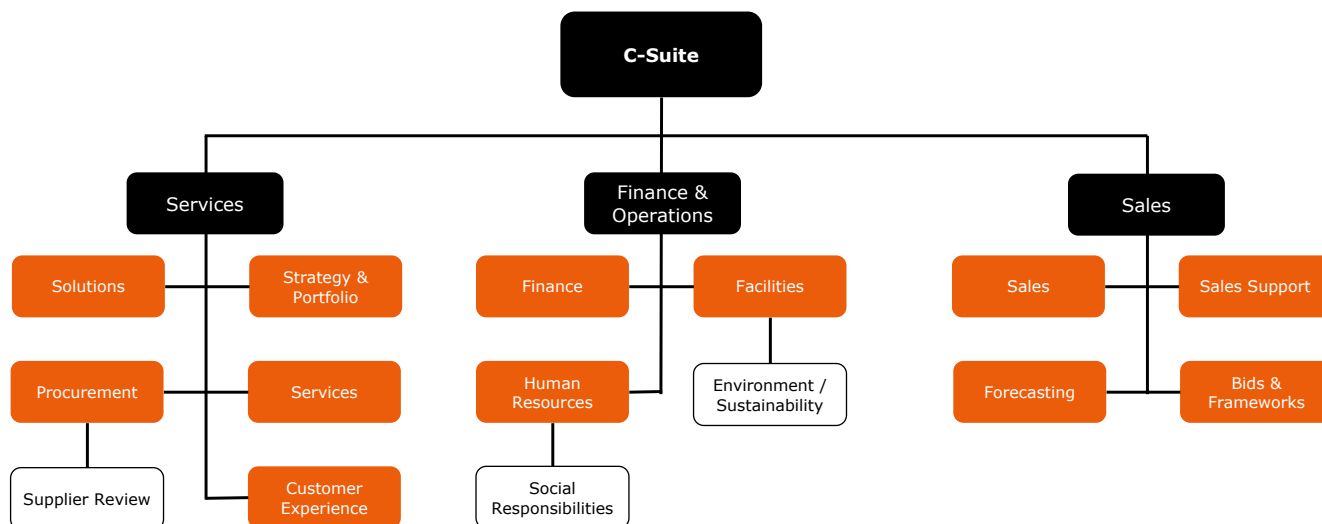 C-Suite
Services
Finance &
Operations
Sales
Solutions
Strategy &
Portfolio
Finance
Facilities
Sales
Sales Support
Procurement
Services
Human
Resources
Environment /
Sustainability
Forecasting
Bids &
Frameworks
Supplier Review
Customer
Experience
Social
Responsibilities